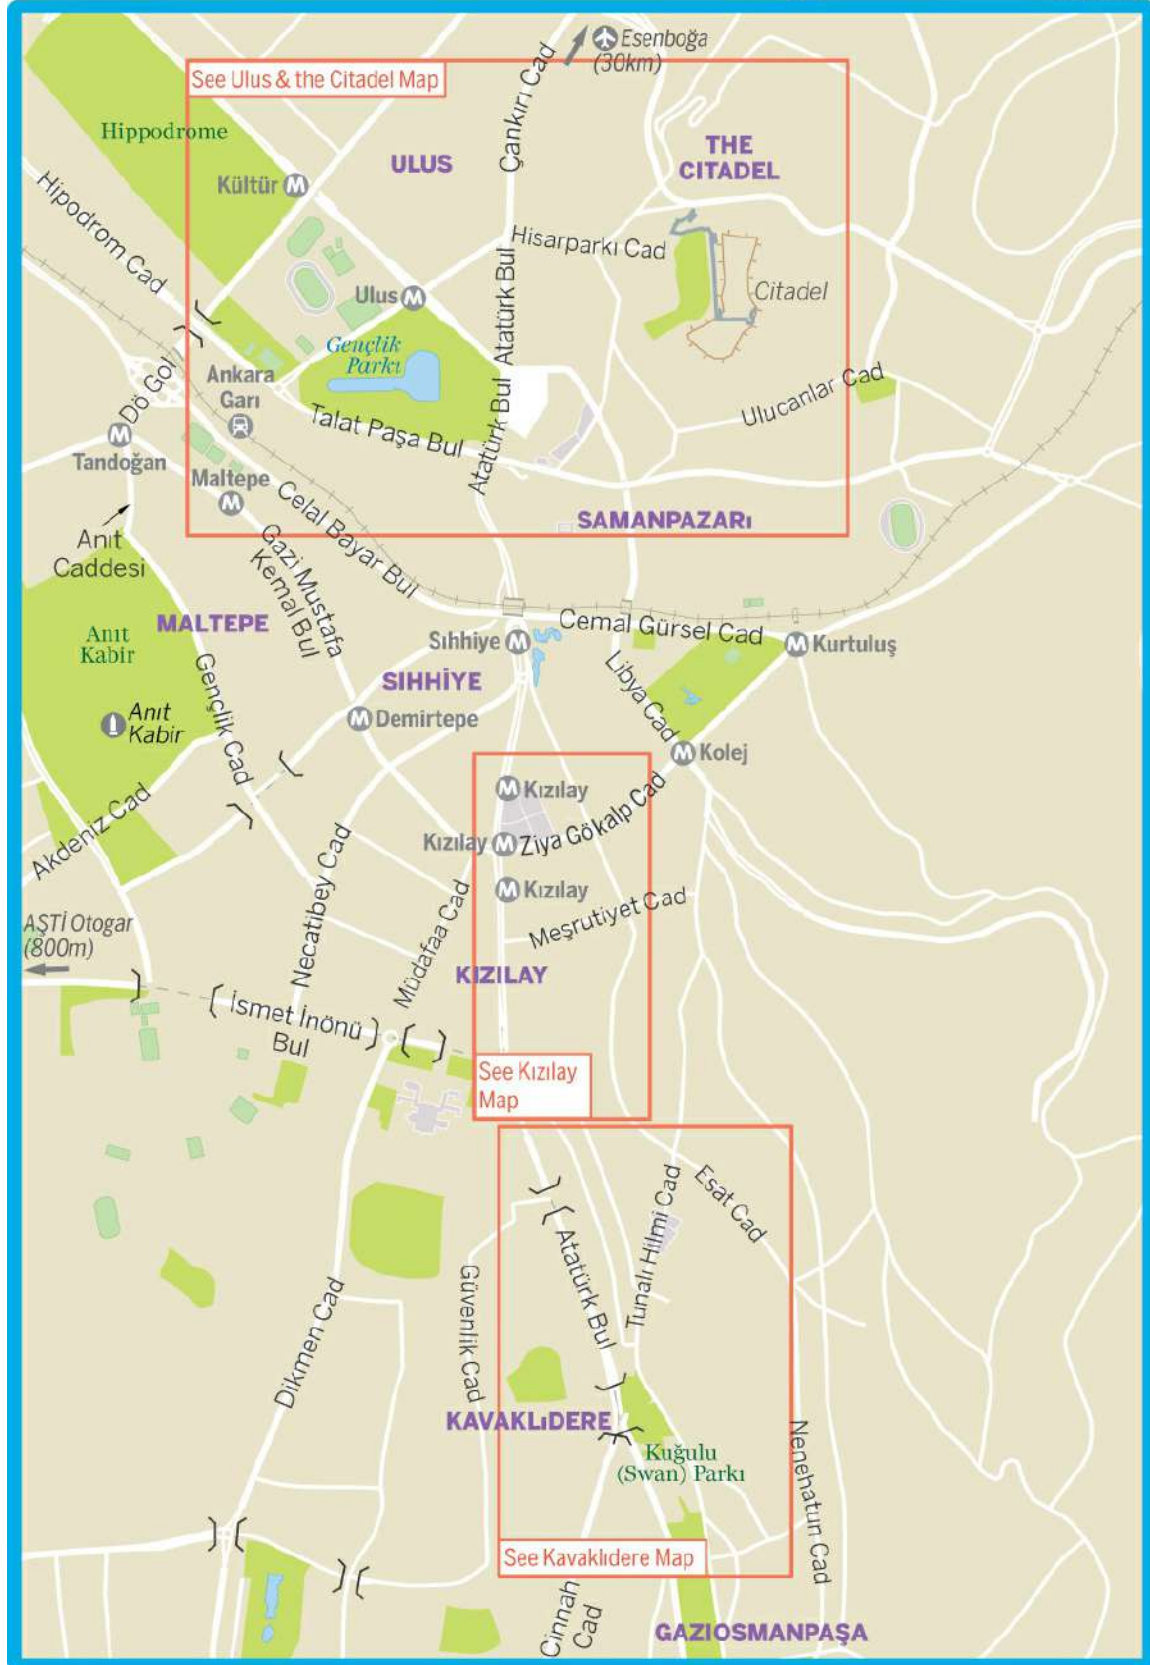 Esenboğa
(30km)
See Ulus & the Citadel Map
Çankırı Cad
Hippodrome
ULUS
THE
CITADEL
Kültür
M
Hipodrom Cad
Hisarparkı Cad
Atatürk Bul
Citadel
Ulus
M
Gençlik
Parkı
Dö Gol
Ankara
Garı
Atatürk Bul
Ulucanlar Cad
Talat Paşa Bul
M
Tandoğan
Maltepe
M
Celal Bayar Bul
SAMANPAZARı
Anıt
Caddesi
Gazi Mustafa
Kemal Bul
MALTEPE
Anıt
Kabir
Cemal Gürsel Cad
Sıhhiye
M
M
Kurtuluş
SIHHİYE
Gençlik Cad
Libya Cad
Anıt
Kabir
M
Demirtepe
M
Kolej
M
Kızılay
Akdeniz Cad
Kızılay
M
Ziya Gökalp Cad
Necatibey Cad
M
Kızılay
Müdafaa Cad
Meşrutiyet Cad
AŞTİ Otogar
(800m)
KIZILAY
İsmet İnönü
Bul
See Kızılay
Map
Esat Cad
Tunalı Hilmi Cad
Atatürk Bul
Güvenlik Cad
Dikmen Cad
KAVAKLıDERE
Kuğulu
(Swan) Parkı
Nenehatun Cad
See Kavaklıdere Map
Cinnah
Cad
GAZIOSMANPAŞA